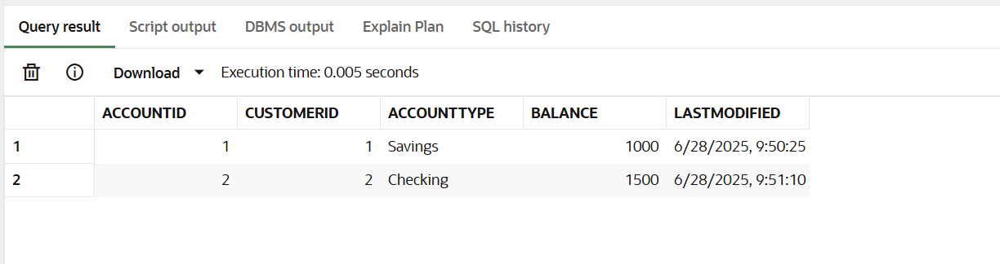 Query result Script output DBMS output Explain Plan SQL history
Download Execution time: 0.005 seconds
ACCOUNTID CUSTOMERID ACCOUNTTYPE BALANCE LASTMODIFIED
1 1 1 Savings 1000 6/28/2025, 9:50:25
2 2 2 Checking 1500 6/28/2025, 9:51:10